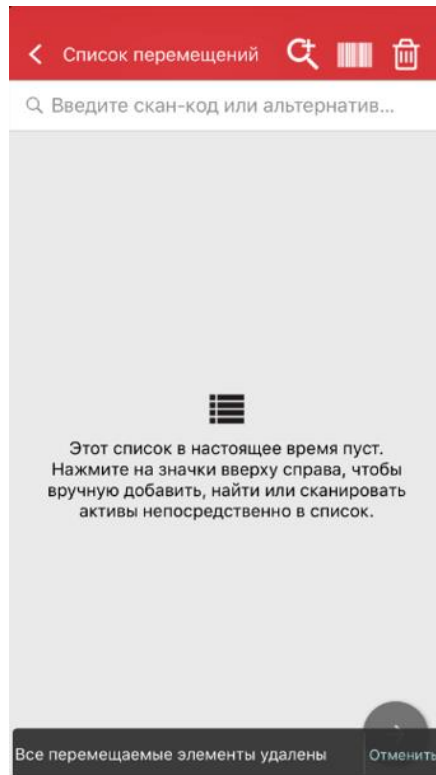 Список перемещений
Введите скан-код или альтернатив...
Этот список в настоящее время пуст.
Нажмите на значки вверху справа, чтобы
вручную добавить, найти или сканировать
активы непосредственно в список.
Все перемещаемые элементы удалены Отменить